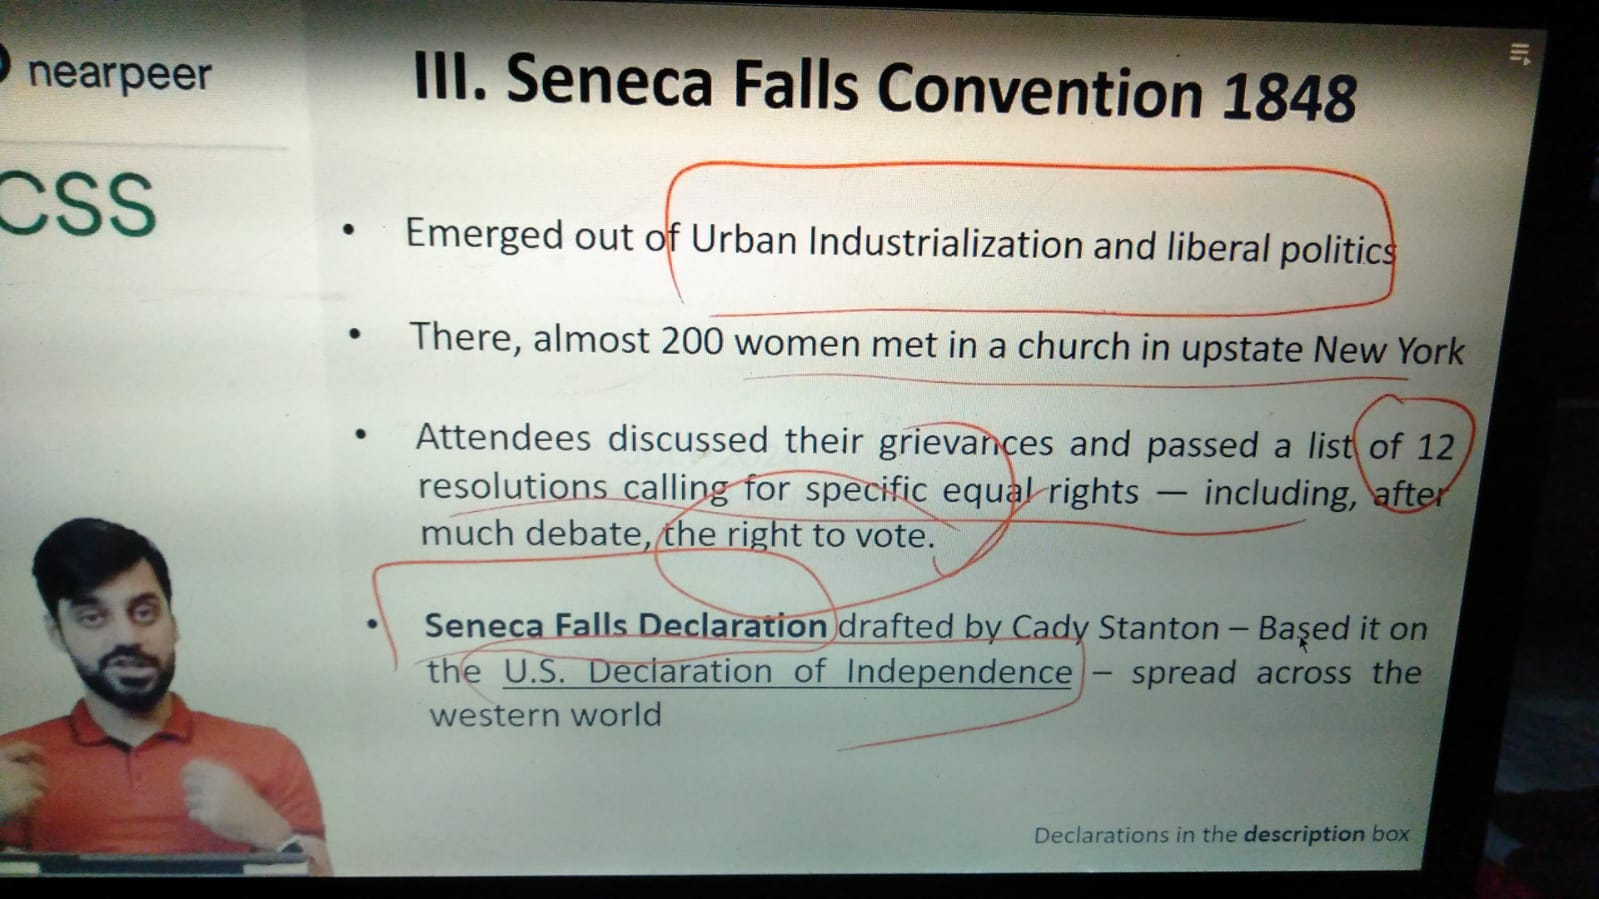 nearpeer
CSS
III. Seneca Falls Convention 1848
• Emerged out of Urban Industrialization and liberal politics
• There, almost 200 women met in a church in upstate New York
• Attendees discussed their grievances and passed a list of 12
resolutions calling for specific equal rights — including, after
much debate, the right to vote.
• Seneca Falls Declaration drafted by Cady Stanton – Based it on
the U.S. Declaration of Independence – spread across the
western world
Declarations in the description box